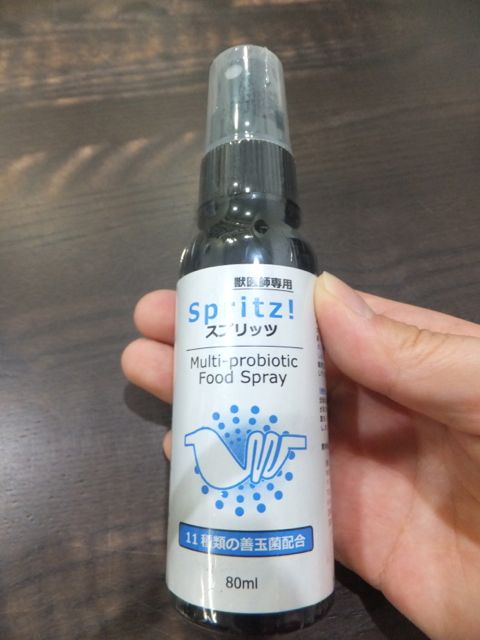 獣医師専用
Spritz!
スプリッツ
Multi-probiotic
Food Spray
11種類の善玉菌配合
80ml